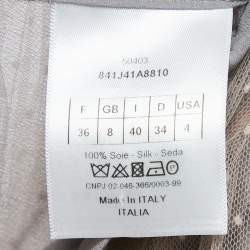 50403
841J41A8810
F GB I D USA
36 8 40 34 4
100% Soie - Silk - Seda
CNPJ 02.046-365/0003-99
Made in ITALY
ITALIA